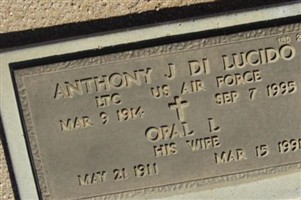 ANTHONY J DI LUCIDO
LTC US AIR FORCE
MAR 9 1914 SEP 7 1995
OPAL L
HIS WIFE
MAY 21 1911 MAR 15 1991